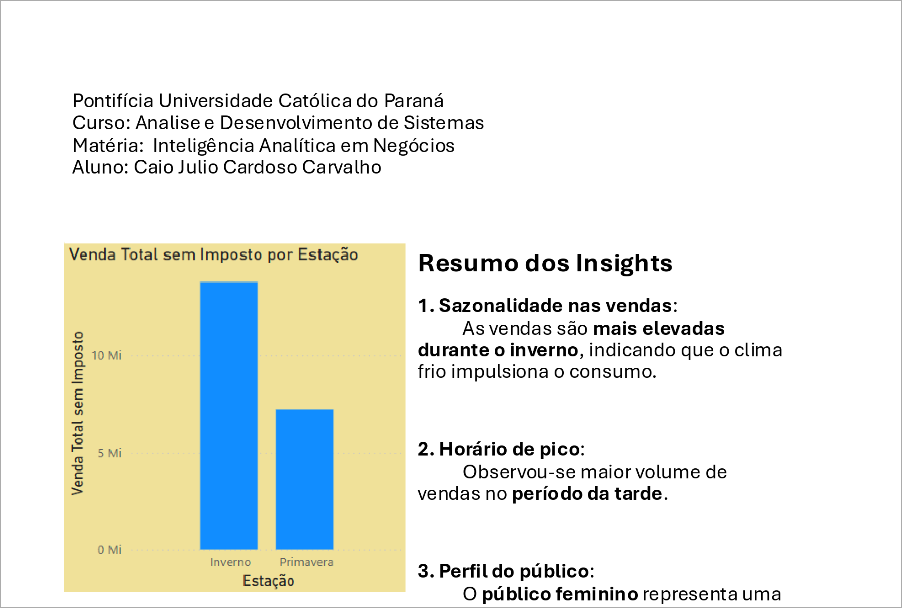 Pontifícia Universidade Católica do Paraná
Curso: Analise e Desenvolvimento de Sistemas
Matéria:  Inteligência Analítica em Negócios
Aluno: Caio Julio Cardoso Carvalho
Venda Total sem Imposto por Estação
Venda Total sem Imposto
10 Mi
5 Mi
0 Mi
Inverno
Primavera
Estação
Resumo dos Insights
1. Sazonalidade nas vendas:
As vendas são mais elevadas
durante o inverno, indicando que o clima
frio impulsiona o consumo.
2. Horário de pico:
Observou-se maior volume de
vendas no período da tarde.
3. Perfil do público:
O público feminino representa uma